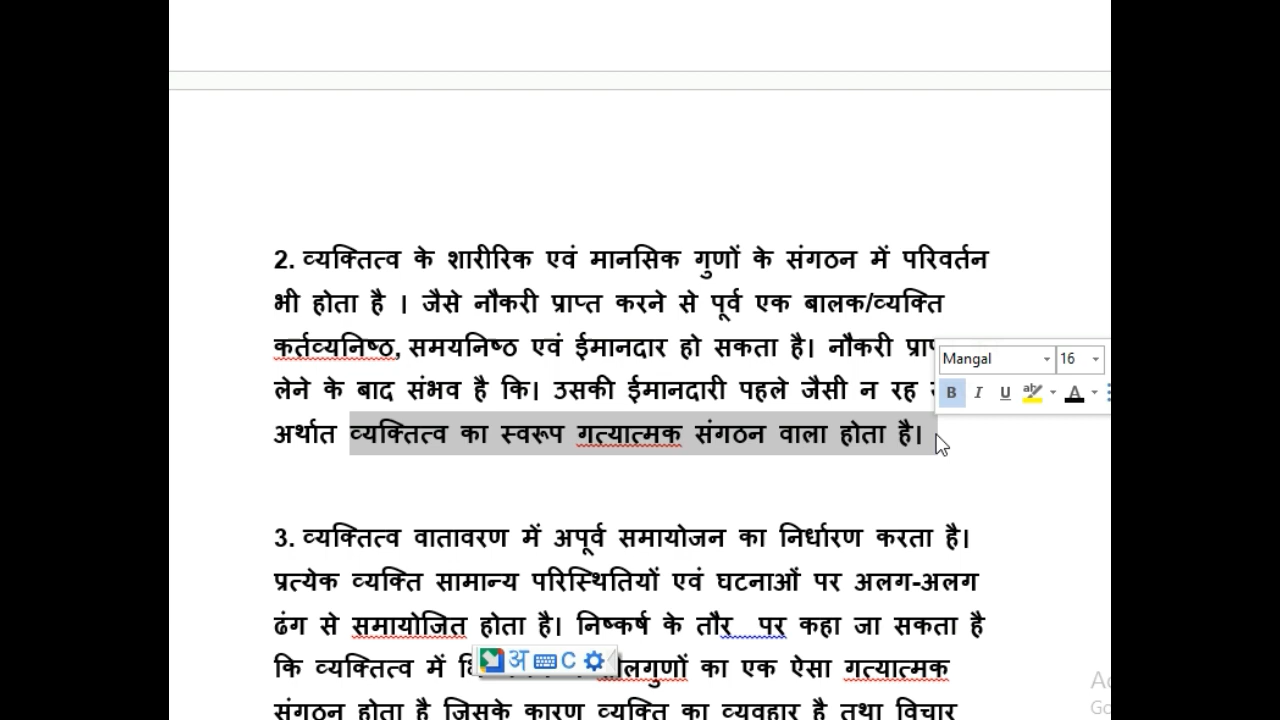 2. व्यक्तित्व के शारीरिक एवं मानसिक गुणों के संगठन में परिवर्तन
भी होता है । जैसे नौकरी प्राप्त करने से पूर्व एक बालक/व्यक्ति
कर्तव्यनिष्ठ, समयनिष्ठ एवं ईमानदार हो सकता है। नौकरी
Mangal 16
लेने के बाद संभव है कि। उसकी ईमानदारी पहले जैसी न रह
B I U ab A
अर्थात व्यक्तित्व का स्वरूप गत्यात्मक संगठन वाला होता है।
3. व्यक्तित्व वातावरण में अपूर्व समायोजन का निर्धारण करता है।
प्रत्येक व्यक्ति सामान्य परिस्थितियों एवं घटनाओं पर अलग-अलग
ढंग से समायोजित होता है। निष्कर्ष के तौर पर कहा जा सकता है
कि व्यक्तित्व में का एक ऐसा गत्यात्मक
अ C
संगठन होता है जिसके कारण व्यक्ति का व्यवहार है तथा विचार